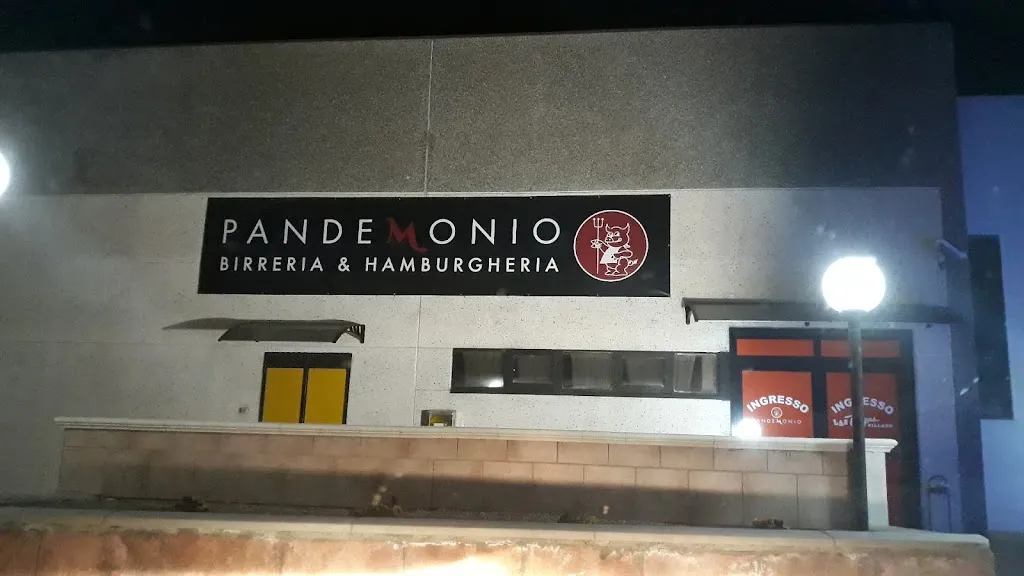 PANDEMONIO
BIRRERIA & HAMBURGHERIA
INGRESSO
PANDEMONIO
INGRESSO